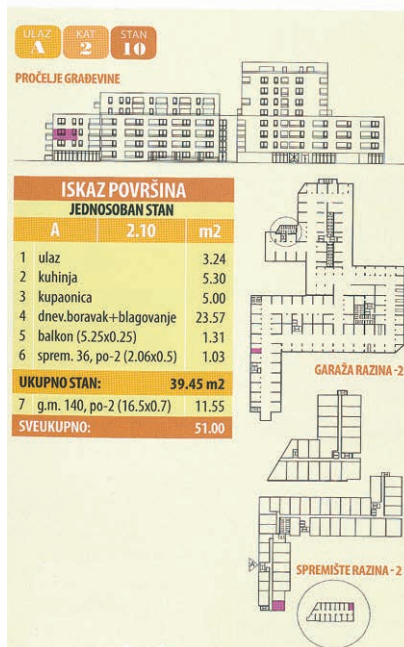 ULAZ KAT STAN
A 2 10
PROČELJE GRAĐEVINE
ISKAZ POVRŠINA
JEDNOSOBAN STAN
A 2.10 m2
1 ulaz 3.24
2 kuhinja 5.30
3 kupaonica 5.00
4 dnev.boravak+blagovanje 23.57
5 balkon (5.25x0.25) 1.31
6 sprem. 36, po-2 (2.06x0.5) 1.03
UKUPNO STAN: 39.45 m2
7 g.m. 140, po-2 (16.5x0.7) 11.55
SVEUKUPNO: 51.00
GARAŽA RAZINA -2
SPREMIŠTE RAZINA - 2